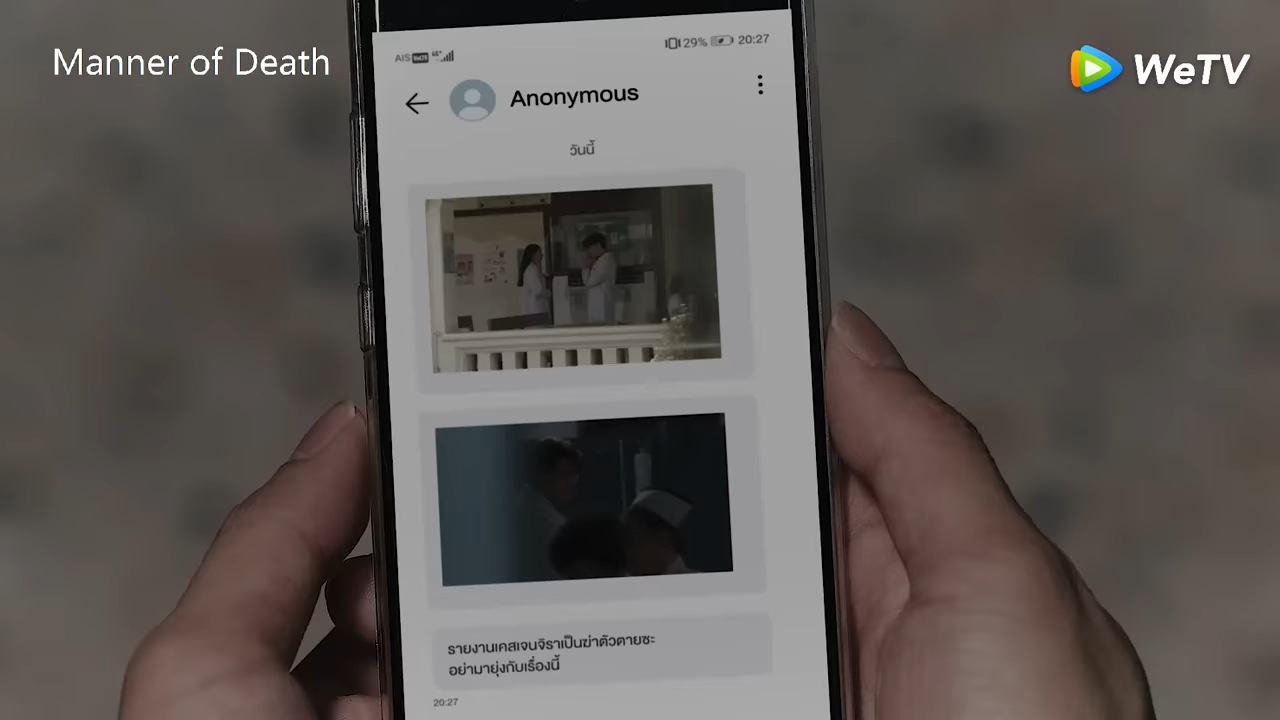 Manner of Death
WeTV
AIS VoLTE 29% 20:27
Anonymous
วันนี้
รายงานเคสเจนจิราเป็นฆ่าตัวตายซะ
อย่ามายุ่งกับเรื่องนี้
20:27